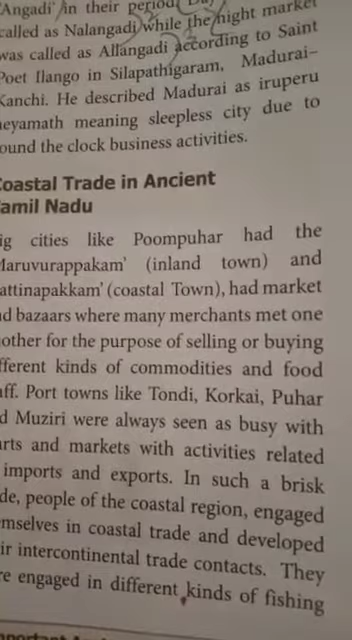 'Angadi' in their period
called as Nalangadi while the night market
was called as Allangadi according to Saint
Poet Ilango in Silapathigaram, Madurai–
Kanchi. He described Madurai as iruperu
neyamath meaning sleepless city due to
ound the clock business activities.
Coastal Trade in Ancient
Tamil Nadu
ig cities like Poompuhar had the
Maruvurappakam' (inland town) and
attinapakkam' (coastal Town), had market
nd bazaars where many merchants met one
other for the purpose of selling or buying
fferent kinds of commodities and food
uff. Port towns like Tondi, Korkai, Puhar
d Muziri were always seen as busy with
arts and markets with activities related
imports and exports. In such a brisk
de, people of the coastal region, engaged
mselves in coastal trade and developed
ir intercontinental trade contacts. They
re engaged in different kinds of fishing